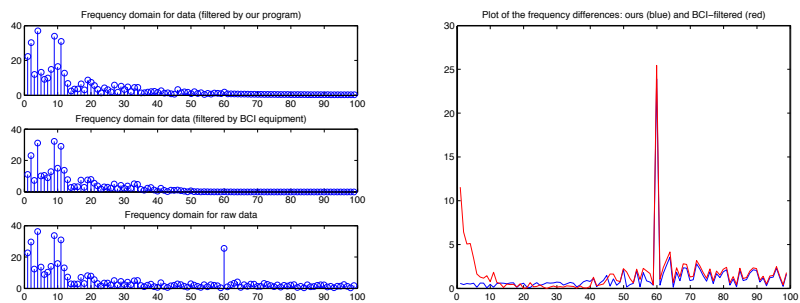 Frequency domain for data (filtered by our program)
40
20
0
0 10 20 30 40 50 60 70 80 90 100
Frequency domain for data (filtered by BCI equipment)
40
20
0
0 10 20 30 40 50 60 70 80 90 100
Frequency domain for raw data
40
20
0
0 10 20 30 40 50 60 70 80 90 100
Plot of the frequency differences: ours (blue) and BCI−filtered (red)
30
25
20
15
10
5
0
0 10 20 30 40 50 60 70 80 90 100